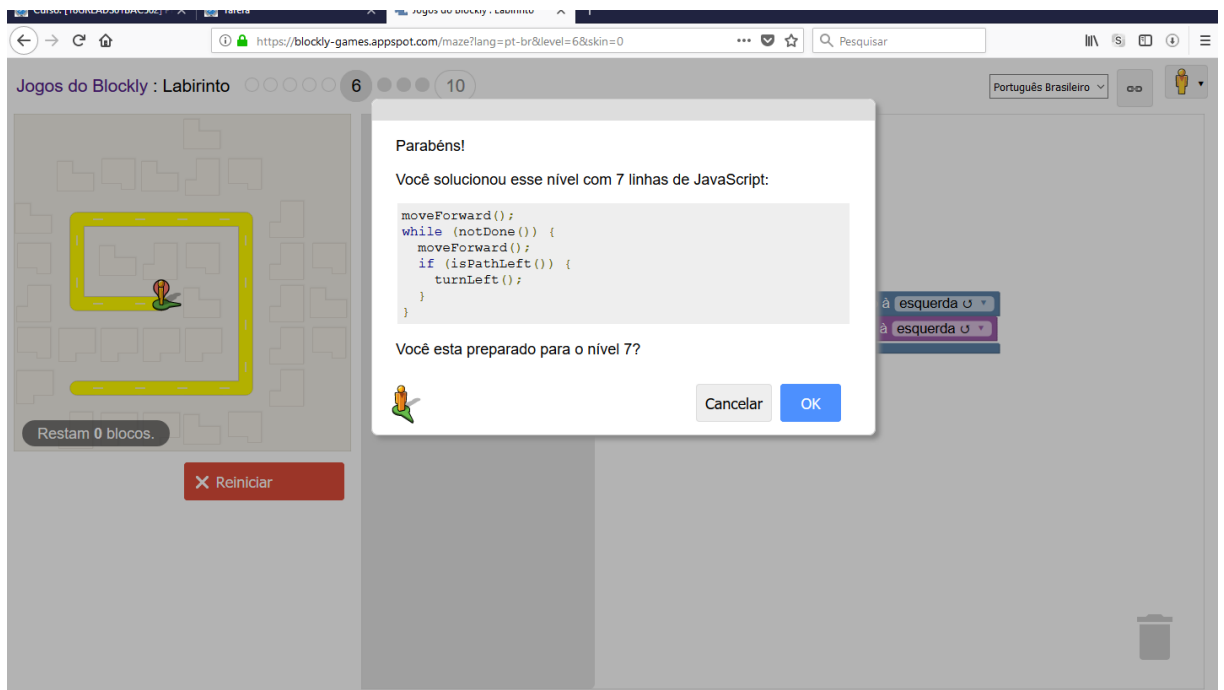 Tarefa
Jogos do Blockly : Labirinto
https://blockly-games.appspot.com/maze?lang=pt-br&level=6&skin=0
Pesquisar
Jogos do Blockly : Labirinto 6 10
Português Brasileiro
Parabéns!
Você solucionou esse nível com 7 linhas de JavaScript:
moveForward();
while (notDone()) {
  moveForward();
  if (isPathLeft()) {
    turnLeft();
  }
}
à esquerda ↺
à esquerda ↺
Você esta preparado para o nível 7?
Cancelar OK
Restam 0 blocos.
Reiniciar